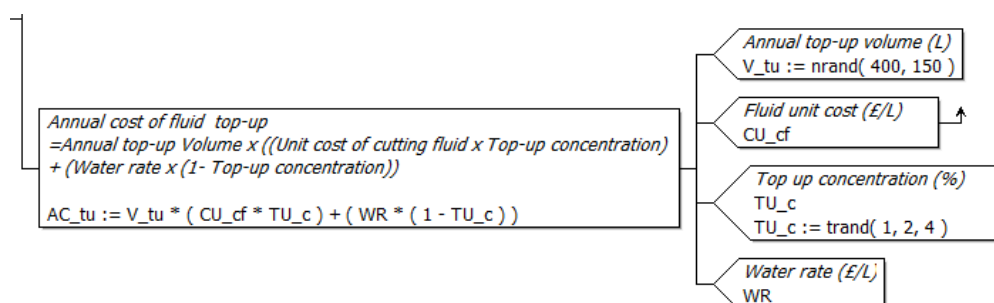 Annual cost of fluid top-up
=Annual top-up Volume x ((Unit cost of cutting fluid x Top-up concentration)
+ (Water rate x (1- Top-up concentration))
AC_tu := V_tu * ( CU_cf * TU_c ) + ( WR * ( 1 - TU_c ) )
Annual top-up volume (L)
V_tu := nrand( 400, 150 )
Fluid unit cost (£/L)
CU_cf
Top up concentration (%)
TU_c
TU_c := trand( 1, 2, 4 )
Water rate (£/L)
WR